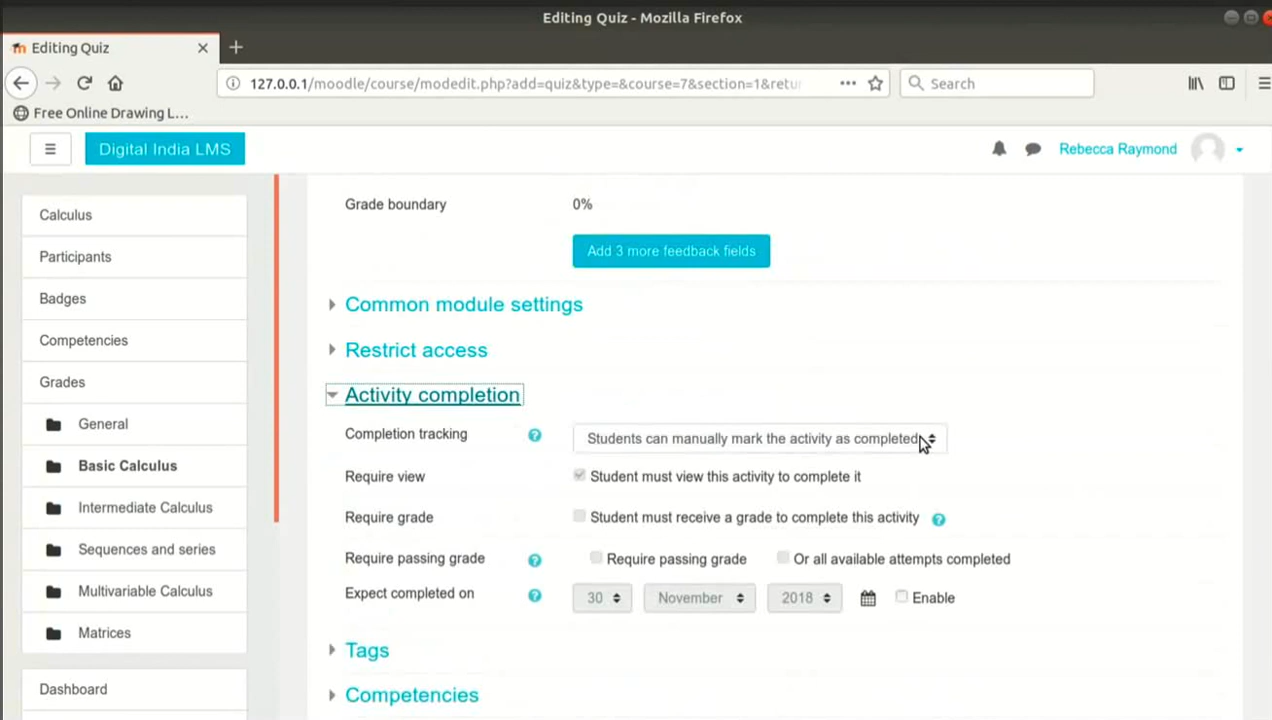 Editing Quiz - Mozilla Firefox
Editing Quiz
127.0.0.1/moodle/course/modedit.php?add=quiz&type=&course=7&section=1&retu
Search
Free Online Drawing L...
Digital India LMS
Rebecca Raymond
Calculus
Participants
Badges
Competencies
Grades
General
Basic Calculus
Intermediate Calculus
Sequences and series
Multivariable Calculus
Matrices
Dashboard
Grade boundary 0%
Add 3 more feedback fields
Common module settings
Restrict access
Activity completion
Completion tracking ? Students can manually mark the activity as completed
Require view Student must view this activity to complete it
Require grade Student must receive a grade to complete this activity ?
Require passing grade ? Require passing grade Or all available attempts completed
Expect completed on ? 30 November 2018 Enable
Tags
Competencies